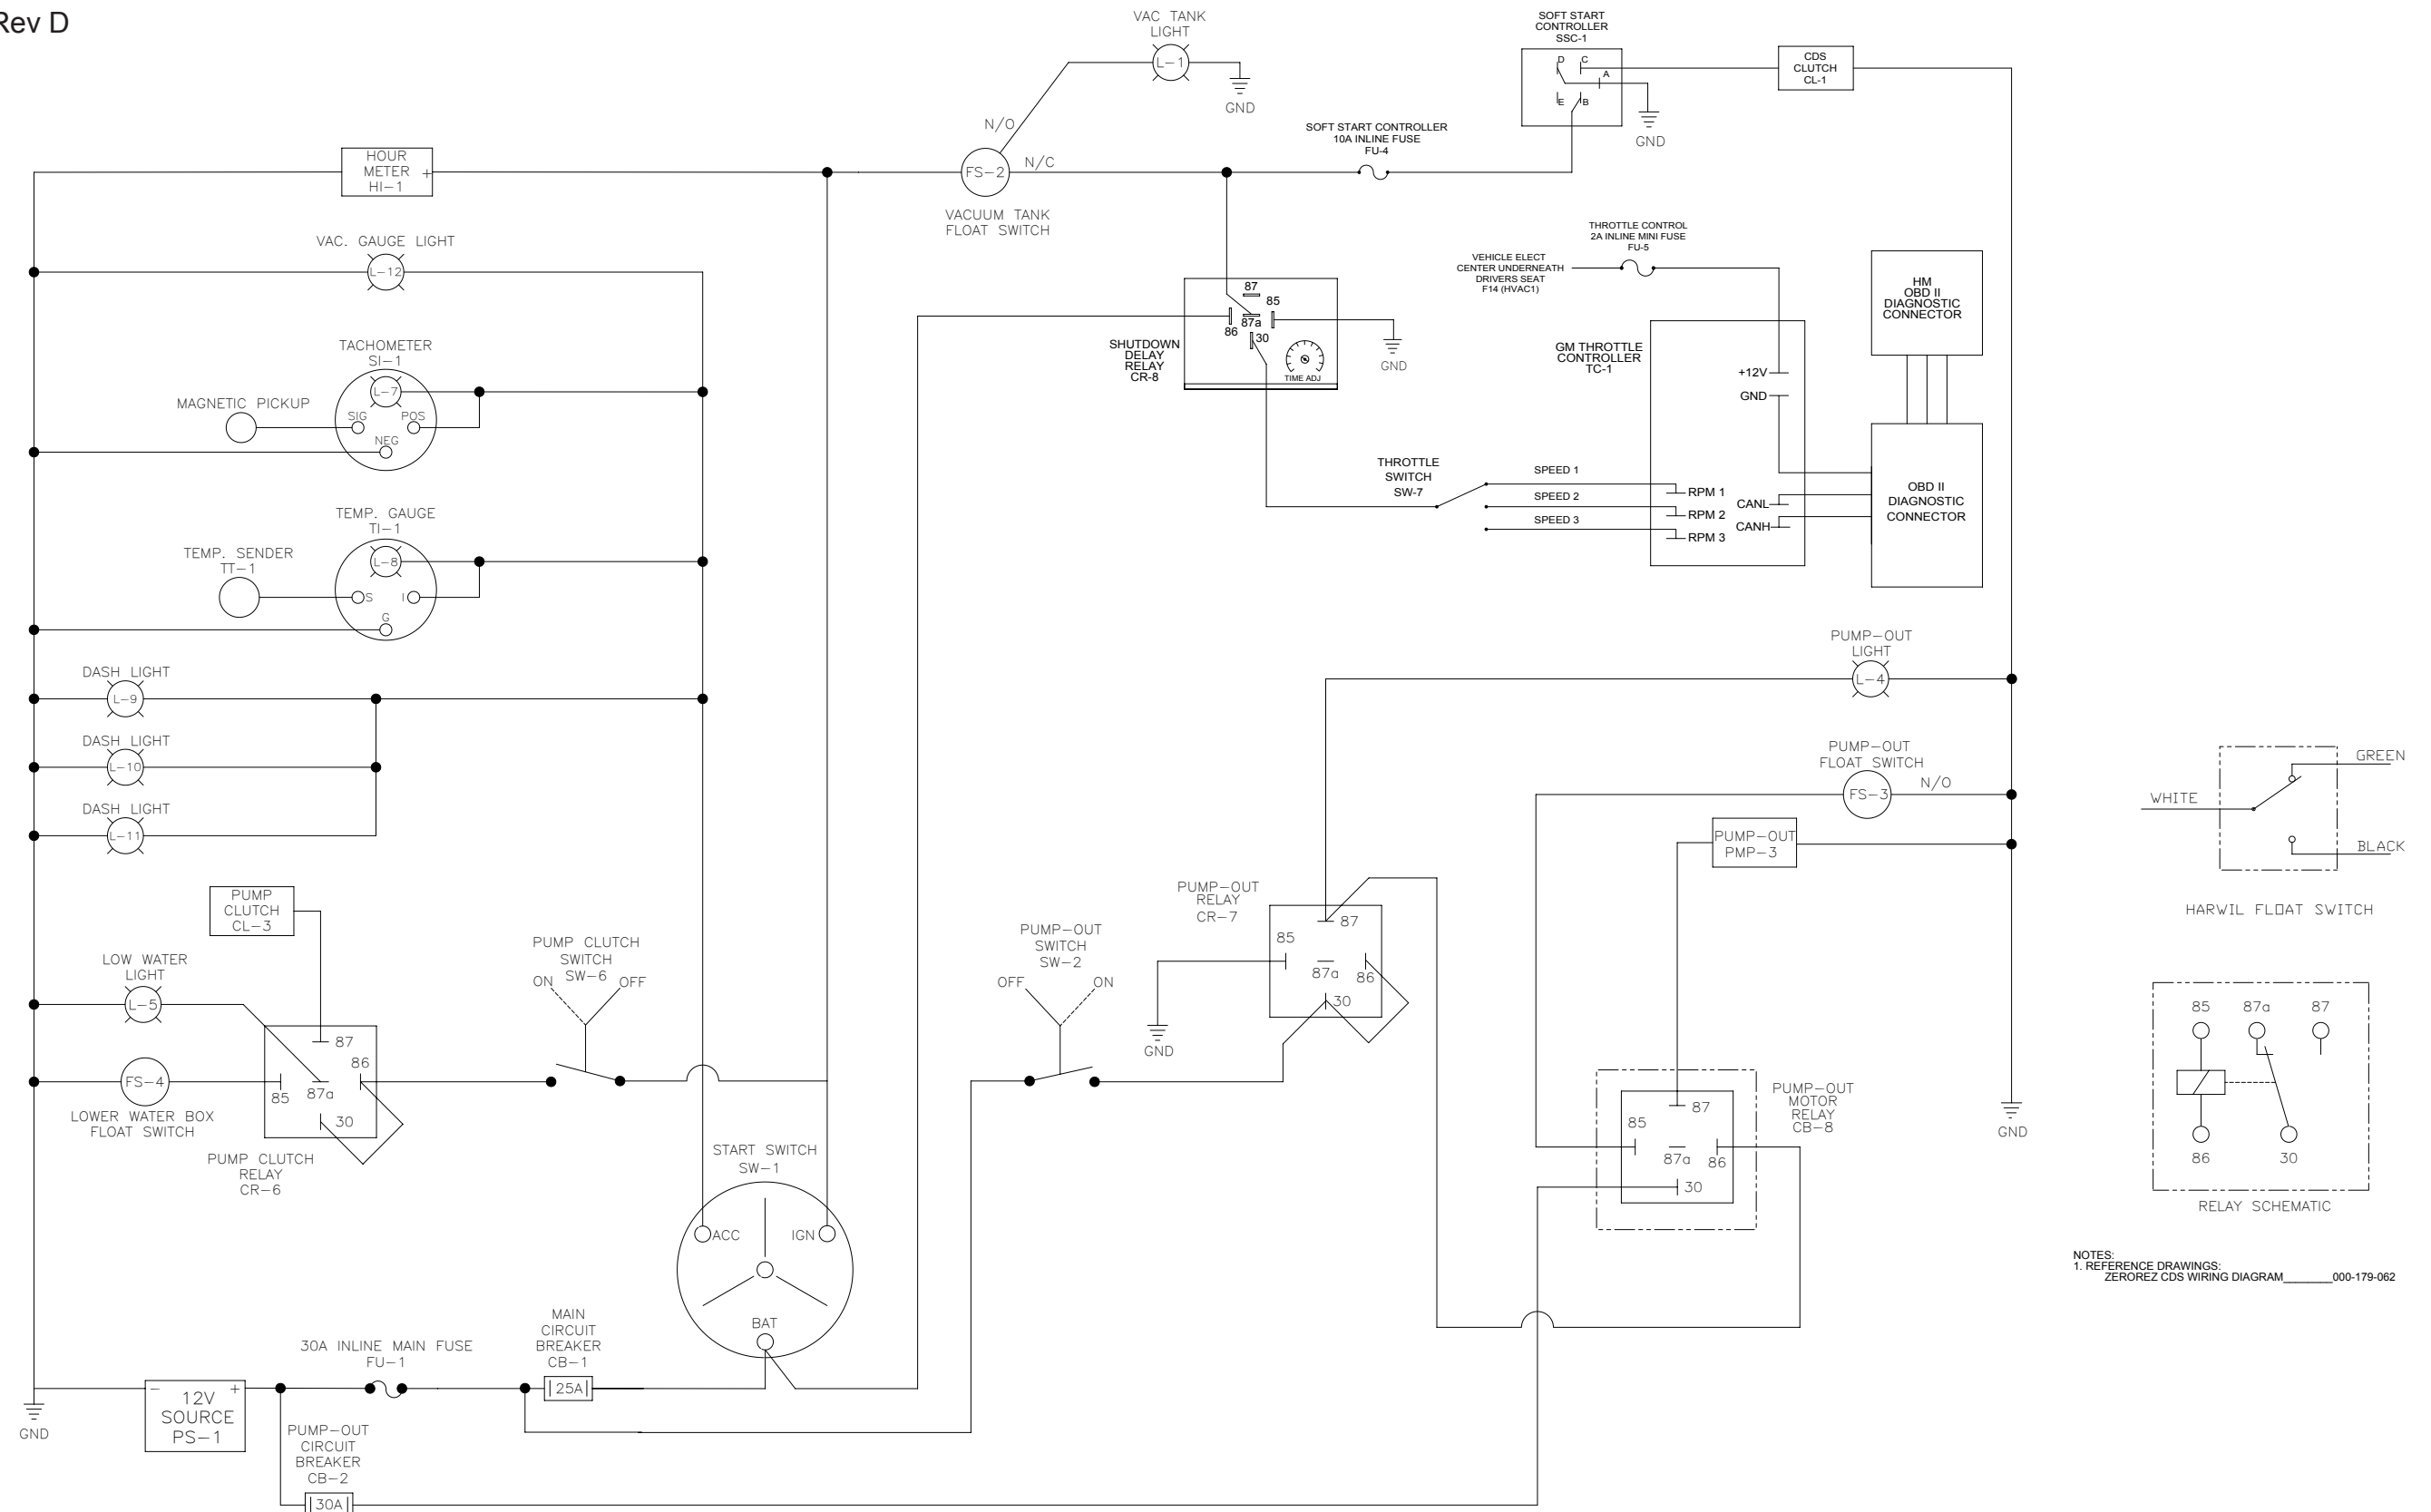 Rev D
VAC TANK
LIGHT
L-1
GND
SOFT START
CONTROLLER
SSC-1
D
C
A
E
B
GND
CDS
CLUTCH
CL-1
N/O
FS-2
N/C
VACUUM TANK
FLOAT SWITCH
SOFT START CONTROLLER
10A INLINE FUSE
FU-4
HOUR
METER +
HI-1
VAC. GAUGE LIGHT
L-12
TACHOMETER
SI-1
L-7
SIG
POS
NEG
MAGNETIC PICKUP
TEMP. GAUGE
TI-1
L-8
S
I
G
TEMP. SENDER
TT-1
DASH LIGHT
L-9
DASH LIGHT
L-10
DASH LIGHT
L-11
THROTTLE CONTROL
2A INLINE MINI FUSE
FU-5
VEHICLE ELECT
CENTER UNDERNEATH
DRIVERS SEAT
F14 (HVAC1)
87
85
87a
86
30
TIME ADJ
SHUTDOWN
DELAY
RELAY
CR-8
GND
GM THROTTLE
CONTROLLER
TC-1
+12V
GND
RPM 1
RPM 2
RPM 3
CANL
CANH
HM
OBD II
DIAGNOSTIC
CONNECTOR
OBD II
DIAGNOSTIC
CONNECTOR
THROTTLE
SWITCH
SW-7
SPEED 1
SPEED 2
SPEED 3
PUMP-OUT
LIGHT
L-4
PUMP-OUT
FLOAT SWITCH
FS-3
N/O
PUMP-OUT
PMP-3
GREEN
WHITE
BLACK
HARWIL FLOAT SWITCH
PUMP
CLUTCH
CL-3
LOW WATER
LIGHT
L-5
FS-4
LOWER WATER BOX
FLOAT SWITCH
87
86
85
87a
30
PUMP CLUTCH
RELAY
CR-6
PUMP CLUTCH
SWITCH
SW-6
ON
OFF
PUMP-OUT
SWITCH
SW-2
OFF
ON
PUMP-OUT
RELAY
CR-7
87
85
87a
86
30
GND
PUMP-OUT
MOTOR
RELAY
CB-8
87
85
87a
86
30
GND
85
87a
87
86
30
RELAY SCHEMATIC
START SWITCH
SW-1
ACC
IGN
BAT
NOTES:
1. REFERENCE DRAWINGS:
ZEROREZ CDS WIRING DIAGRAM________000-179-062
30A INLINE MAIN FUSE
FU-1
MAIN
CIRCUIT
BREAKER
CB-1
25A
- +
12V
SOURCE
PS-1
GND
PUMP-OUT
CIRCUIT
BREAKER
CB-2
30A